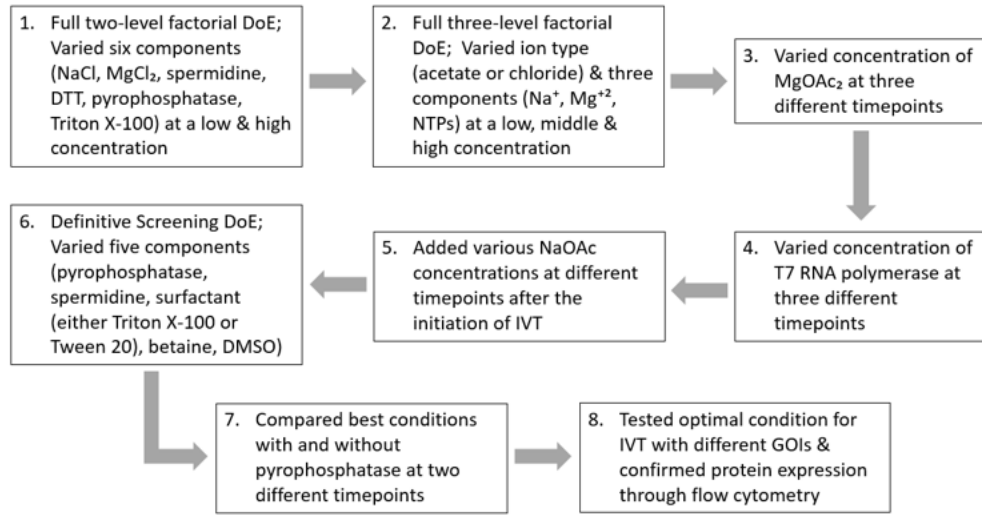 1. Full two-level factorial DoE;
Varied six components
(NaCl, MgCl₂, spermidine,
DTT, pyrophosphatase,
Triton X-100) at a low & high
concentration
2. Full three-level factorial
DoE; Varied ion type
(acetate or chloride) & three
components (Na⁺, Mg⁺²,
NTPs) at a low, middle &
high concentration
3. Varied concentration of
MgOAc₂ at three
different timepoints
4. Varied concentration of
T7 RNA polymerase at
three different
timepoints
5. Added various NaOAc
concentrations at different
timepoints after the
initiation of IVT
6. Definitive Screening DoE;
Varied five components
(pyrophosphatase,
spermidine, surfactant
(either Triton X-100 or
Tween 20), betaine, DMSO)
7. Compared best conditions
with and without
pyrophosphatase at two
different timepoints
8. Tested optimal condition for
IVT with different GOIs &
confirmed protein expression
through flow cytometry